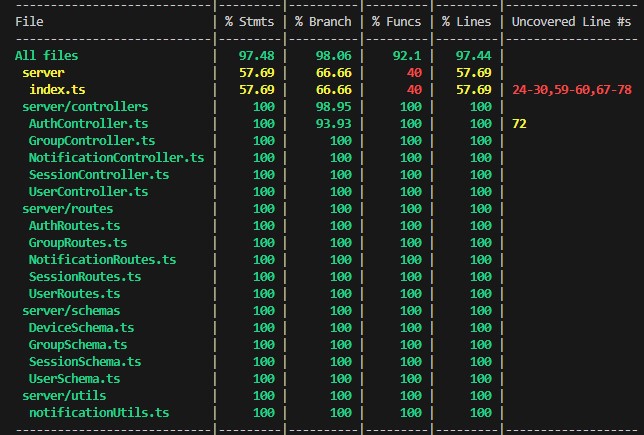 -----------------------------|---------|----------|---------|---------|-------------------
File                         | % Stmts | % Branch | % Funcs | % Lines | Uncovered Line #s
-----------------------------|---------|----------|---------|---------|-------------------
All files                    |   97.48 |    98.06 |    92.1 |   97.44 |
 server                      |   57.69 |    66.66 |      40 |   57.69 |
  index.ts                   |   57.69 |    66.66 |      40 |   57.69 | 24-30,59-60,67-78
 server/controllers          |     100 |    98.95 |     100 |     100 |
  AuthController.ts          |     100 |    93.93 |     100 |     100 | 72
  GroupController.ts         |     100 |      100 |     100 |     100 |
  NotificationController.ts  |     100 |      100 |     100 |     100 |
  SessionController.ts       |     100 |      100 |     100 |     100 |
  UserController.ts          |     100 |      100 |     100 |     100 |
 server/routes               |     100 |      100 |     100 |     100 |
  AuthRoutes.ts              |     100 |      100 |     100 |     100 |
  GroupRoutes.ts             |     100 |      100 |     100 |     100 |
  NotificationRoutes.ts      |     100 |      100 |     100 |     100 |
  SessionRoutes.ts           |     100 |      100 |     100 |     100 |
  UserRoutes.ts              |     100 |      100 |     100 |     100 |
 server/schemas              |     100 |      100 |     100 |     100 |
  DeviceSchema.ts            |     100 |      100 |     100 |     100 |
  GroupSchema.ts             |     100 |      100 |     100 |     100 |
  SessionSchema.ts           |     100 |      100 |     100 |     100 |
  UserSchema.ts              |     100 |      100 |     100 |     100 |
 server/utils                |     100 |      100 |     100 |     100 |
  notificationUtils.ts       |     100 |      100 |     100 |     100 |
-----------------------------|---------|----------|---------|---------|-------------------